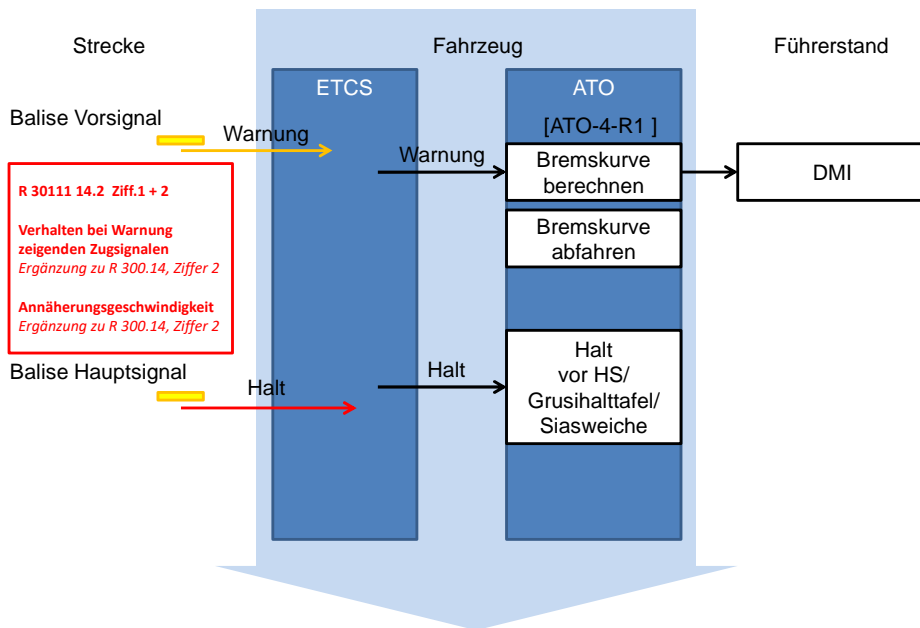 Strecke
Fahrzeug
Führerstand
ETCS
ATO
Balise Vorsignal
Warnung
[ATO-4-R1 ]
Warnung
Bremskurve
berechnen
DMI
R 30111 14.2 Ziff.1 + 2
Verhalten bei Warnung
zeigenden Zugsignalen
Ergänzung zu R 300.14, Ziffer 2
Annäherungsgeschwindigkeit
Ergänzung zu R 300.14, Ziffer 2
Bremskurve
abfahren
Balise Hauptsignal
Halt
Halt
Halt
vor HS/
Grusihalttafel/
Siasweiche